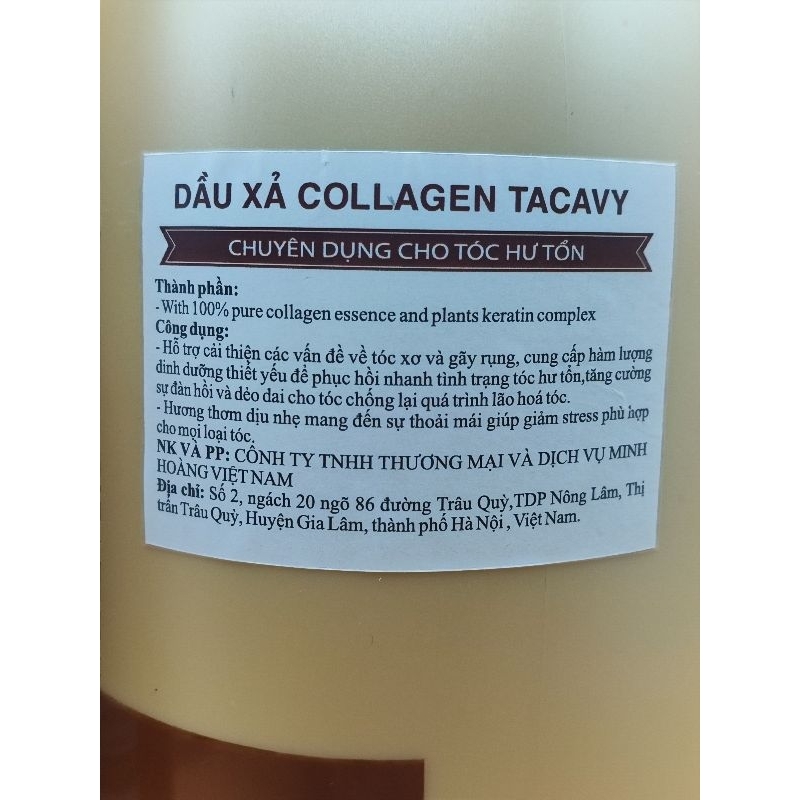 DẦU XẢ COLLAGEN TACAVY
CHUYÊN DỤNG CHO TÓC HƯ TỔN
Thành phần:
- With 100% pure collagen essence and plants keratin complex
Công dụng:
- Hỗ trợ cải thiện các vấn đề về tóc xơ và gãy rụng, cung cấp hàm lượng
dinh dưỡng thiết yếu để phục hồi nhanh tình trạng tóc hư tổn,tăng cường
sự đàn hồi và dẻo dai cho tóc chống lại quá trình lão hoá tóc.
- Hương thơm dịu nhẹ mang đến sự thoải mái giúp giảm stress phù hợp
cho mọi loại tóc.
NK VÀ PP: CÔNH TY TNHH THƯƠNG MẠI VÀ DỊCH VỤ MINH
HOÀNG VIỆT NAM
Địa chỉ: Số 2, ngách 20 ngõ 86 đường Trâu Quỳ,TDP Nông Lâm, Thị
trấn Trâu Quỳ, Huyện Gia Lâm, thành phố Hà Nội , Việt Nam.